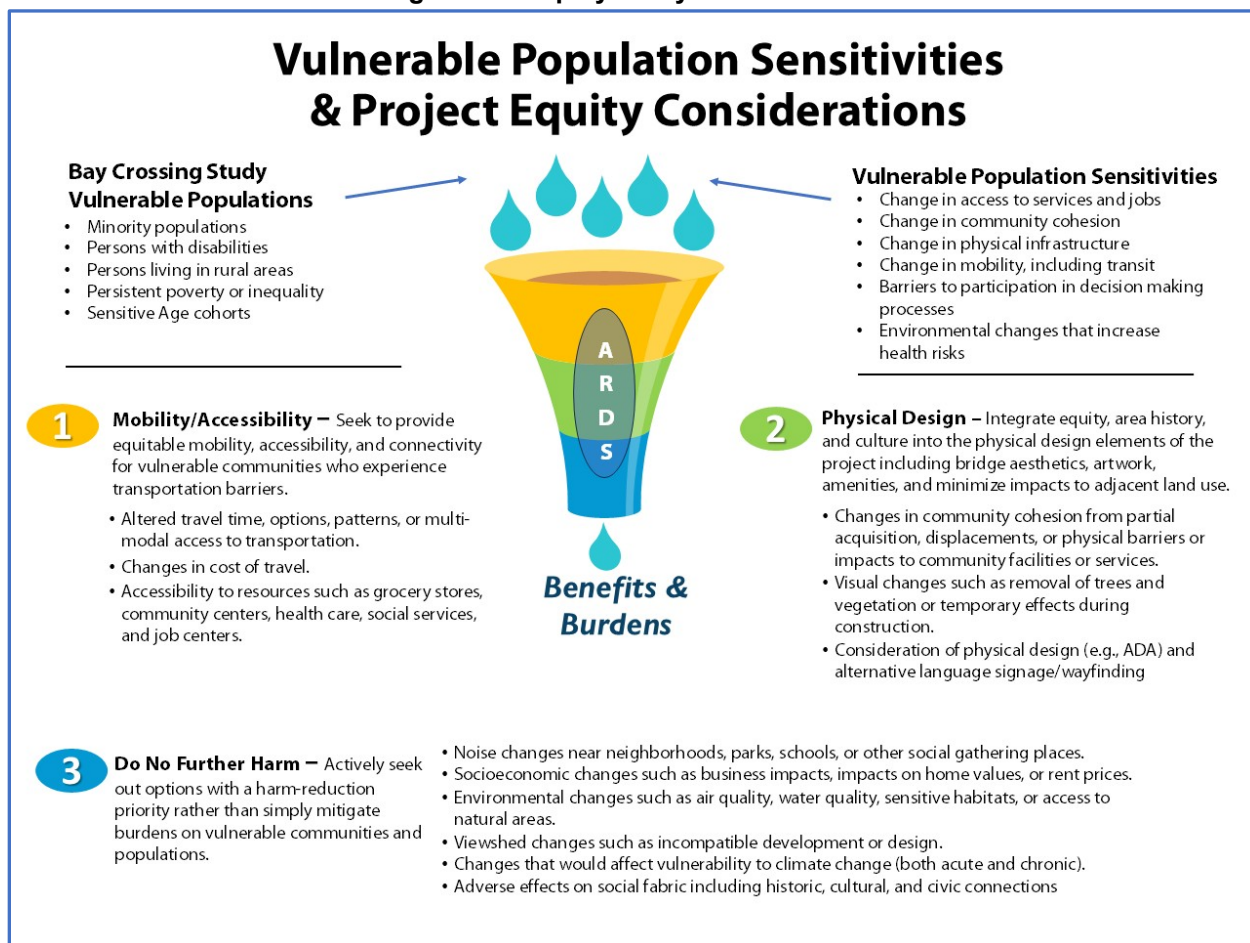 Vulnerable Population Sensitivities
& Project Equity Considerations
Bay Crossing Study
Vulnerable Populations
• Minority populations
• Persons with disabilities
• Persons living in rural areas
• Persistent poverty or inequality
• Sensitive Age cohorts
Vulnerable Population Sensitivities
• Change in access to services and jobs
• Change in community cohesion
• Change in physical infrastructure
• Change in mobility, including transit
• Barriers to participation in decision making
processes
• Environmental changes that increase
health risks
A
R
D
S
Benefits &
Burdens
1
Mobility/Accessibility – Seek to provide
equitable mobility, accessibility, and connectivity
for vulnerable communities who experience
transportation barriers.
• Altered travel time, options, patterns, or multi-
modal access to transportation.
• Changes in cost of travel.
• Accessibility to resources such as grocery stores,
community centers, health care, social services,
and job centers.
2
Physical Design – Integrate equity, area history,
and culture into the physical design elements of the
project including bridge aesthetics, artwork,
amenities, and minimize impacts to adjacent land use.
• Changes in community cohesion from partial
acquisition, displacements, or physical barriers or
impacts to community facilities or services.
• Visual changes such as removal of trees and
vegetation or temporary effects during
construction.
• Consideration of physical design (e.g., ADA) and
alternative language signage/wayfinding
3
Do No Further Harm – Actively seek
out options with a harm-reduction
priority rather than simply mitigate
burdens on vulnerable communities and
populations.
• Noise changes near neighborhoods, parks, schools, or other social gathering places.
• Socioeconomic changes such as business impacts, impacts on home values, or rent prices.
• Environmental changes such as air quality, water quality, sensitive habitats, or access to
natural areas.
• Viewshed changes such as incompatible development or design.
• Changes that would affect vulnerability to climate change (both acute and chronic).
• Adverse effects on social fabric including historic, cultural, and civic connections